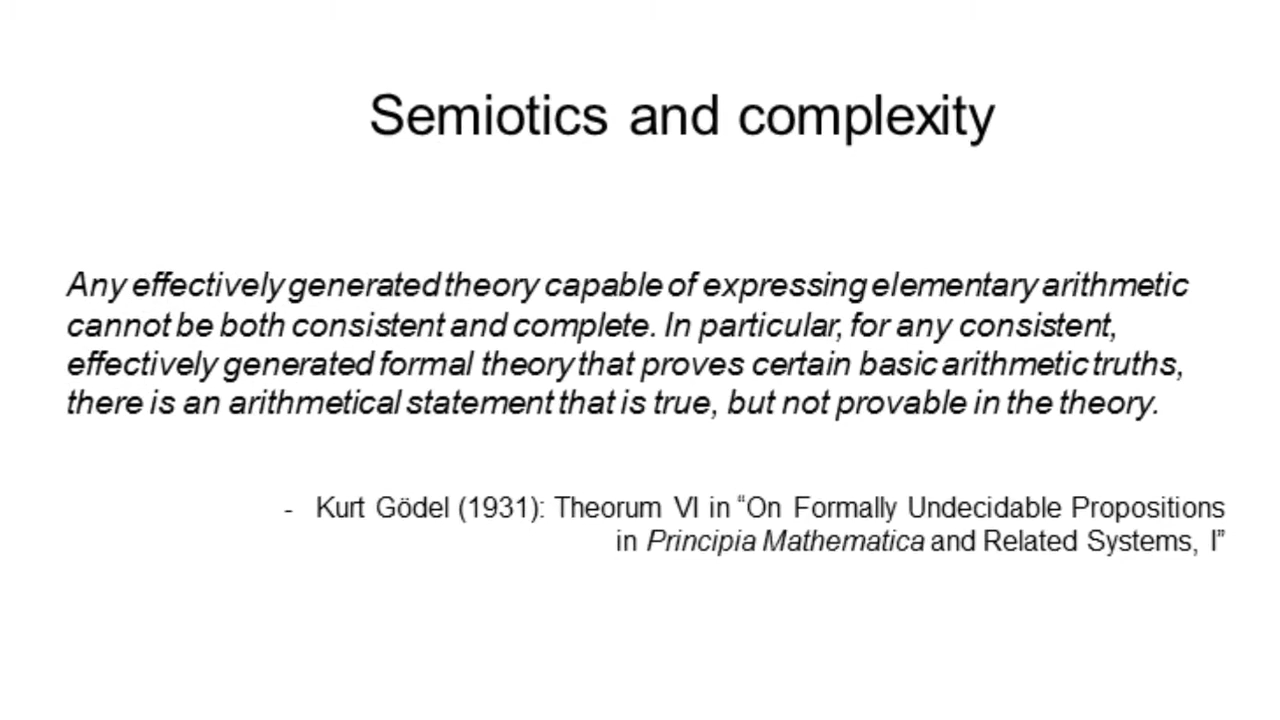 Semiotics and complexity
Any effectively generated theory capable of expressing elementary arithmetic
cannot be both consistent and complete. In particular, for any consistent,
effectively generated formal theory that proves certain basic arithmetic truths,
there is an arithmetical statement that is true, but not provable in the theory.
- Kurt Gödel (1931): Theorum VI in “On Formally Undecidable Propositions
in Principia Mathematica and Related Systems, I”